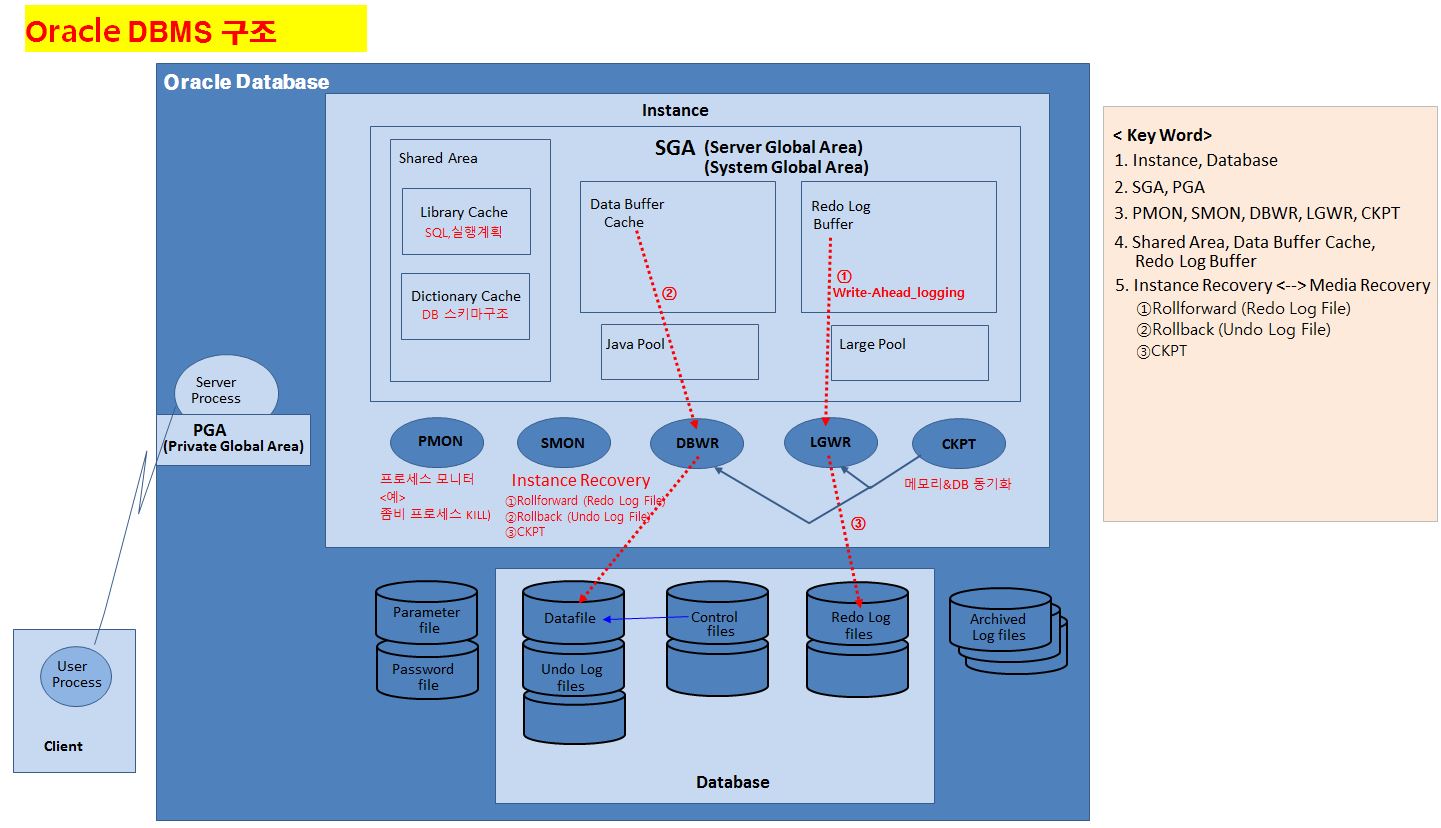 Oracle DBMS 구조
Oracle Database
Instance
SGA (Server Global Area)
(System Global Area)
Shared Area
Library Cache
SQL,실행계획
Dictionary Cache
DB 스키마구조
Data Buffer
Cache
②
Redo Log
Buffer
①
Write-Ahead_logging
Java Pool
Large Pool
Server
Process
PGA
(Private Global Area)
PMON
SMON
DBWR
LGWR
CKPT
프로세스 모니터
<예>
좀비 프로세스 KILL)
Instance Recovery
①Rollforward (Redo Log File)
②Rollback (Undo Log File)
③CKPT
③
메모리&DB 동기화
Parameter
file
Password
file
Datafile
Undo Log
files
Control
files
Redo Log
files
Archived
Log files
Database
User
Process
Client
< Key Word>
1. Instance, Database
2. SGA, PGA
3. PMON, SMON, DBWR, LGWR, CKPT
4. Shared Area, Data Buffer Cache,
Redo Log Buffer
5. Instance Recovery <--> Media Recovery
①Rollforward (Redo Log File)
②Rollback (Undo Log File)
③CKPT